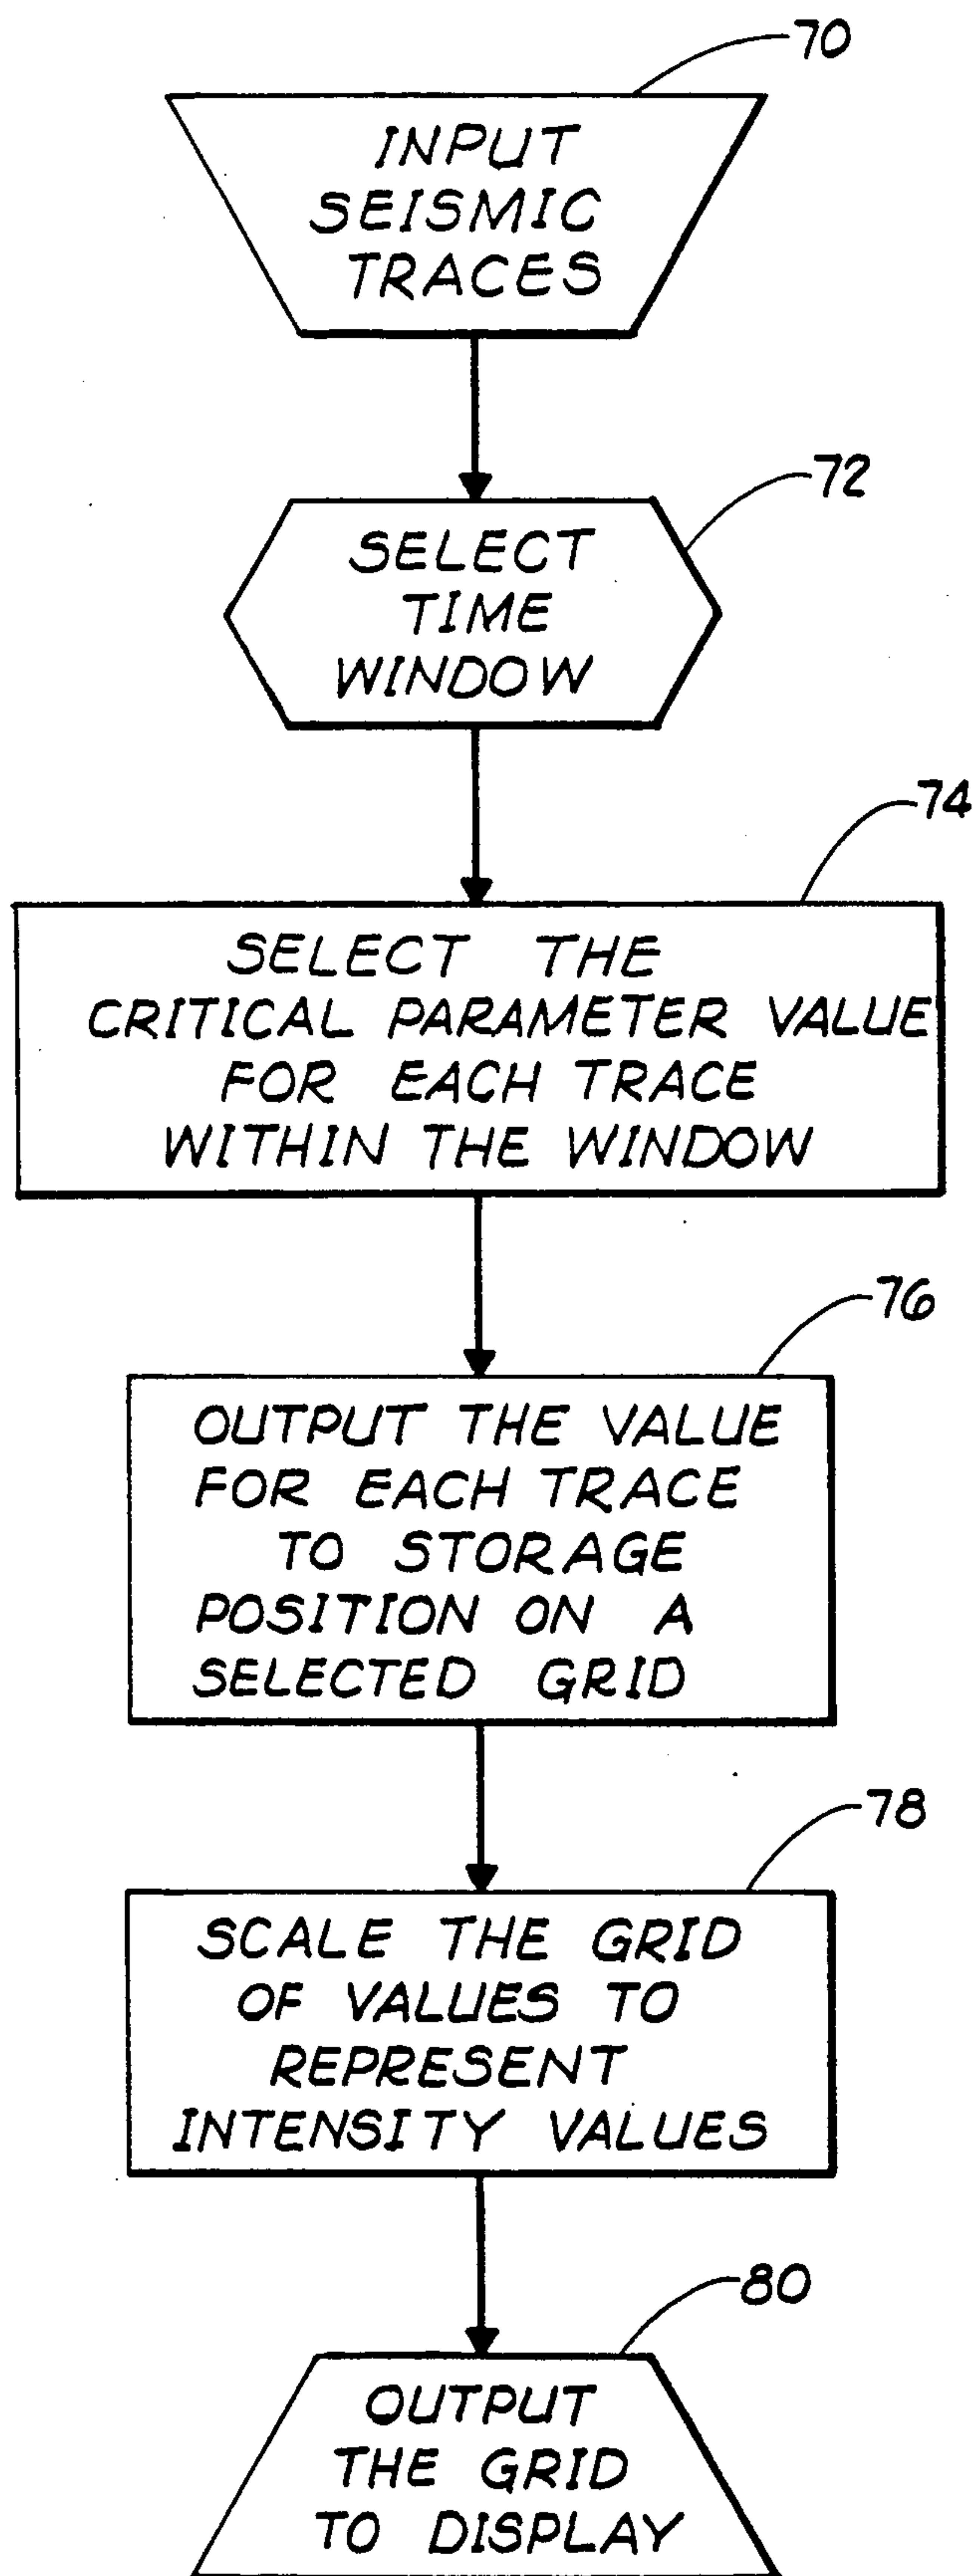 70
INPUT
SEISMIC
TRACES
72
SELECT
TIME
WINDOW
74
SELECT THE
CRITICAL PARAMETER VALUE
FOR EACH TRACE
WITHIN THE WINDOW
76
OUTPUT THE VALUE
FOR EACH TRACE
TO STORAGE
POSITION ON A
SELECTED GRID
78
SCALE THE GRID
OF VALUES TO
REPRESENT
INTENSITY VALUES
80
OUTPUT
THE GRID
TO DISPLAY